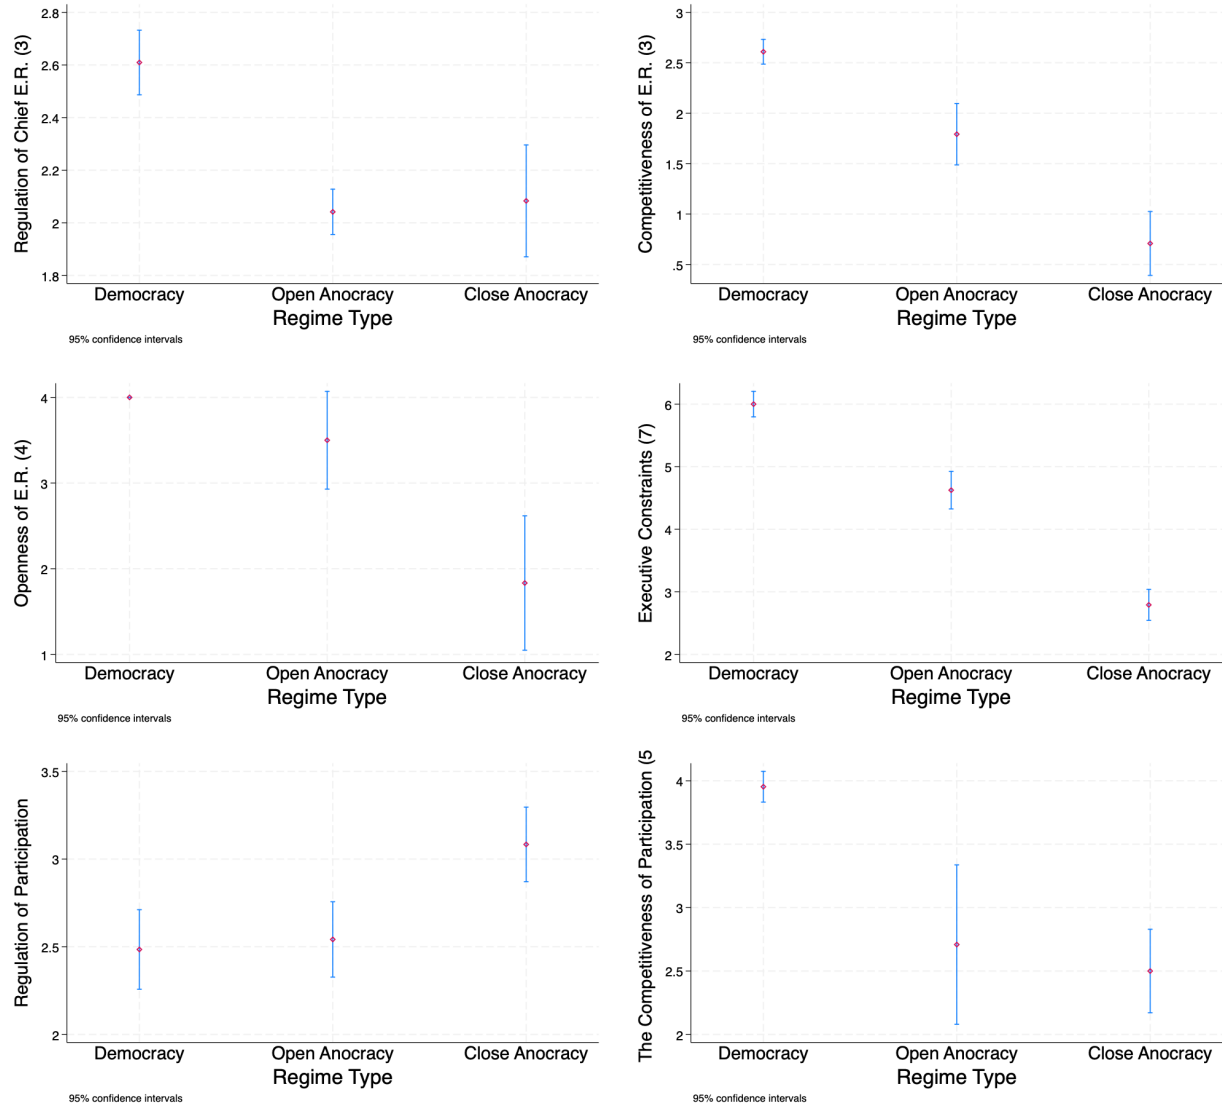 Regulation of Chief E.R. (3)
2.8
2.6
2.4
2.2
2
1.8
Democracy Open Anocracy Close Anocracy
Regime Type
95% confidence intervals
Competitiveness of E.R. (3)
3
2.5
2
1.5
1
.5
Democracy Open Anocracy Close Anocracy
Regime Type
95% confidence intervals
Openness of E.R. (4)
4
3
2
1
Democracy Open Anocracy Close Anocracy
Regime Type
95% confidence intervals
Executive Constraints (7)
6
5
4
3
2
Democracy Open Anocracy Close Anocracy
Regime Type
95% confidence intervals
Regulation of Participation
3.5
3
2.5
2
Democracy Open Anocracy Close Anocracy
Regime Type
95% confidence intervals
The Competitiveness of Participation (5
4
3.5
3
2.5
2
Democracy Open Anocracy Close Anocracy
Regime Type
95% confidence intervals